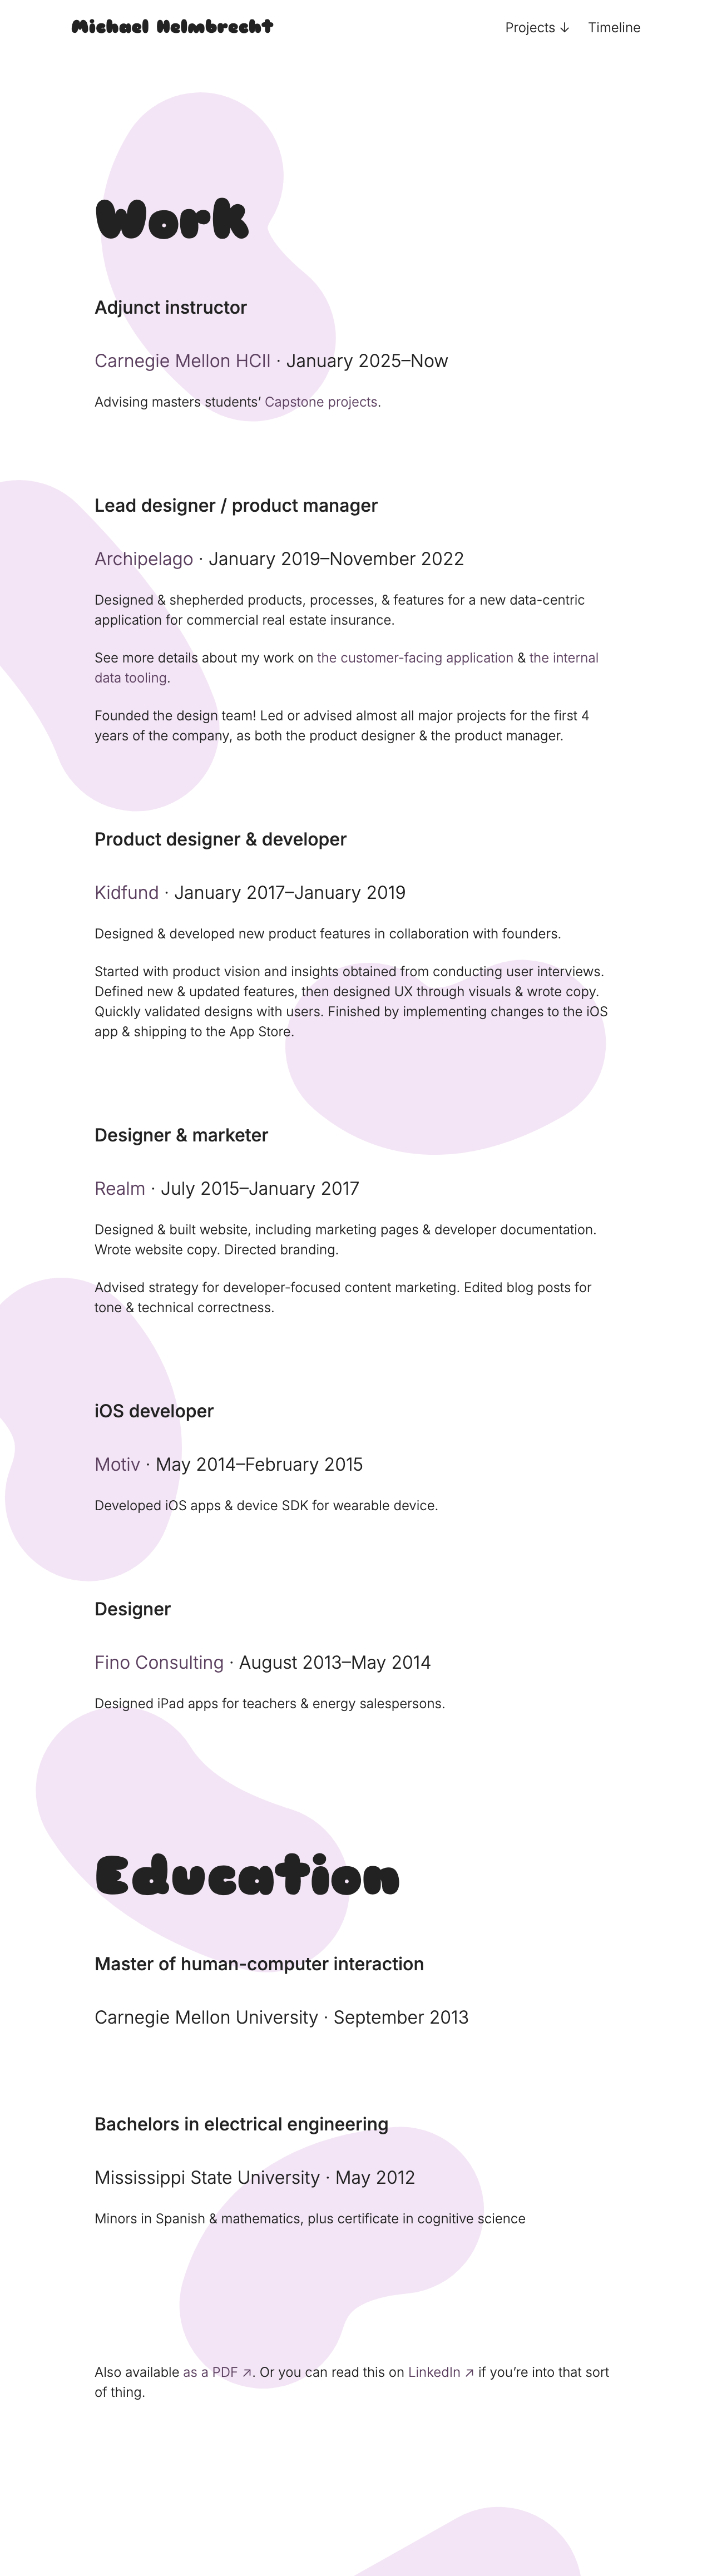 Michael Helmbrecht
Projects ↓ Timeline
Work
Adjunct instructor
Carnegie Mellon HCII · January 2025–Now
Advising masters students’ Capstone projects.
Lead designer / product manager
Archipelago · January 2019–November 2022
Designed & shepherded products, processes, & features for a new data-centric
application for commercial real estate insurance.
See more details about my work on the customer-facing application & the internal
data tooling.
Founded the design team! Led or advised almost all major projects for the first 4
years of the company, as both the product designer & the product manager.
Product designer & developer
Kidfund · January 2017–January 2019
Designed & developed new product features in collaboration with founders.
Started with product vision and insights obtained from conducting user interviews.
Defined new & updated features, then designed UX through visuals & wrote copy.
Quickly validated designs with users. Finished by implementing changes to the iOS
app & shipping to the App Store.
Designer & marketer
Realm · July 2015–January 2017
Designed & built website, including marketing pages & developer documentation.
Wrote website copy. Directed branding.
Advised strategy for developer-focused content marketing. Edited blog posts for
tone & technical correctness.
iOS developer
Motiv · May 2014–February 2015
Developed iOS apps & device SDK for wearable device.
Designer
Fino Consulting · August 2013–May 2014
Designed iPad apps for teachers & energy salespersons.
Education
Master of human-computer interaction
Carnegie Mellon University · September 2013
Bachelors in electrical engineering
Mississippi State University · May 2012
Minors in Spanish & mathematics, plus certificate in cognitive science
Also available as a PDF ↗. Or you can read this on LinkedIn ↗ if you’re into that sort
of thing.